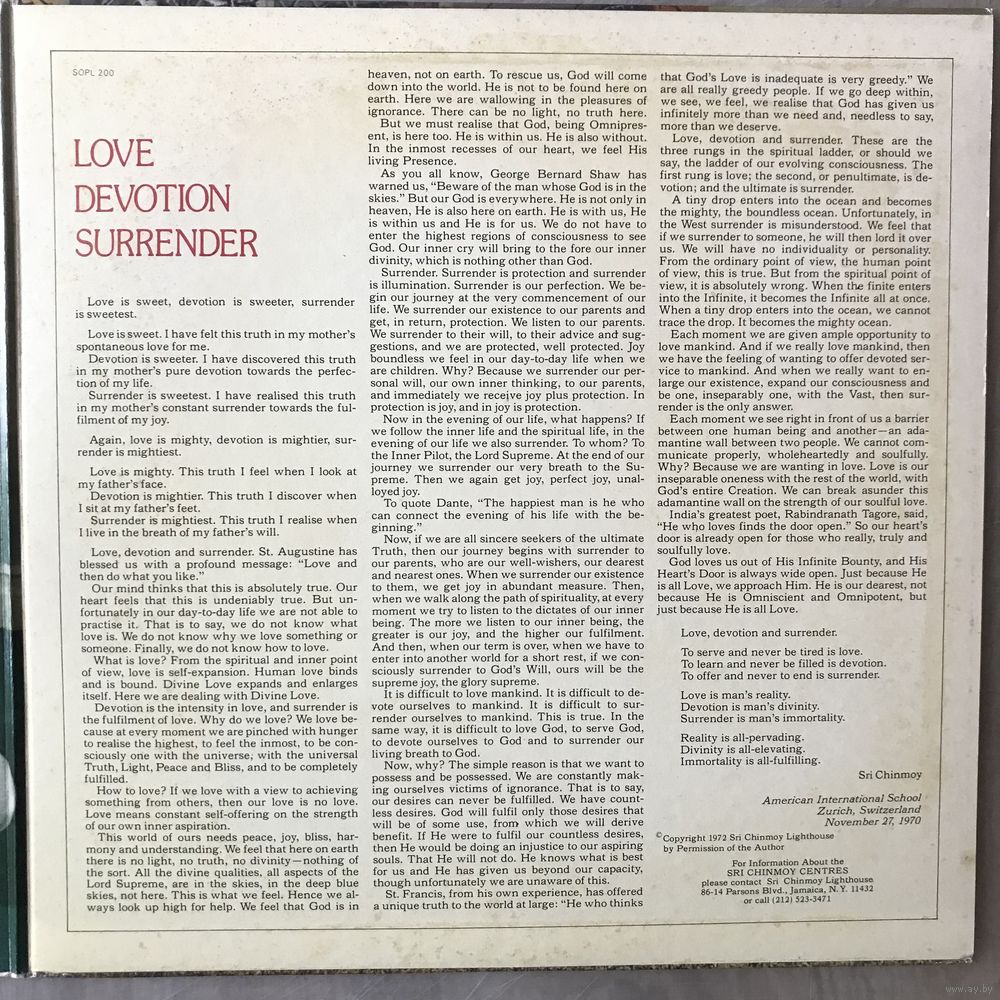 SOPL 200
LOVE
DEVOTION
SURRENDER
Love is sweet, devotion is sweeter, surrender
is sweetest.
Love is sweet. I have felt this truth in my mother's
spontaneous love for me.
Devotion is sweeter. I have discovered this truth
in my mother's pure devotion towards the perfec-
tion of my life.
Surrender is sweetest. I have realised this truth
in my mother's constant surrender towards the ful-
filment of my joy.
Again, love is mighty, devotion is mightier, sur-
render is mightiest.
Love is mighty. This truth I feel when I look at
my father's face.
Devotion is mightier. This truth I discover when
I sit at my father's feet.
Surrender is mightiest. This truth I realise when
I live in the breath of my father's will.
Love, devotion and surrender. St. Augustine has
blessed us with a profound message: "Love and
then do what you like."
Our mind thinks that this is absolutely true. Our
heart feels that this is undeniably true. But un-
fortunately in our day-to-day life we are not able to
practise it. That is to say, we do not know what
love is. We do not know why we love something or
someone. Finally, we do not know how to love.
What is love? From the spiritual and inner point
of view, love is self-expansion. Human love binds
and is bound. Divine Love expands and enlarges
itself. Here we are dealing with Divine Love.
Devotion is the intensity in love, and surrender is
the fulfilment of love. Why do we love? We love be-
cause at every moment we are pinched with hunger
to realise the highest, to feel the inmost, to be con-
sciously one with the universe, with the universal
Truth, Light, Peace and Bliss, and to be completely
fulfilled.
How to love? If we love with a view to achieving
something from others, then our love is no love.
Love means constant self-offering on the strength
of our own inner aspiration.
This world of ours needs peace, joy, bliss, har-
mony and understanding. We feel that here on earth
there is no light, no truth, no divinity—nothing of
the sort. All the divine qualities, all aspects of the
Lord Supreme, are in the skies, in the deep blue
skies, not here. This is what we feel. Hence we al-
ways look up high for help. We feel that God is in
heaven, not on earth. To rescue us, God will come
down into the world. He is not to be found here on
earth. Here we are wallowing in the pleasures of
ignorance. There can be no light, no truth here.
But we must realise that God, being Omnipres-
ent, is here too. He is within us. He is also without.
In the inmost recesses of our heart, we feel His
living Presence.
As you all know, George Bernard Shaw has
warned us, "Beware of the man whose God is in the
skies." But our God is everywhere. He is not only in
heaven, He is also here on earth. He is with us, He
is within us and He is for us. We do not have to
enter the highest regions of consciousness to see
God. Our inner cry will bring to the fore our inner
divinity, which is nothing other than God.
Surrender. Surrender is protection and surrender
is illumination. Surrender is our perfection. We be-
gin our journey at the very commencement of our
life. We surrender our existence to our parents and
get, in return, protection. We listen to our parents.
We surrender to their will, to their advice and sug-
gestions, and we are protected, well protected. Joy
boundless we feel in our day-to-day life when we
are children. Why? Because we surrender our per-
sonal will, our own inner thinking, to our parents,
and immediately we receive joy plus protection. In
protection is joy, and in joy is protection.
Now in the evening of our life, what happens? If
we follow the inner life and the spiritual life, in the
evening of our life we also surrender. To whom? To
the Inner Pilot, the Lord Supreme. At the end of our
journey we surrender our very breath to the Su-
preme. Then we again get joy, perfect joy, unal-
loyed joy.
To quote Dante, "The happiest man is he who
can connect the evening of his life with the be-
ginning."
Now, if we are all sincere seekers of the ultimate
Truth, then our journey begins with surrender to
our parents, who are our well-wishers, our dearest
and nearest ones. When we surrender our existence
to them, we get joy in abundant measure. Then,
when we walk along the path of spirituality, at every
moment we try to listen to the dictates of our inner
being. The more we listen to our inner being, the
greater is our joy, and the higher our fulfilment.
And then, when our term is over, when we have to
enter into another world for a short rest, if we con-
sciously surrender to God's Will, ours will be the
supreme joy, the glory supreme.
It is difficult to love mankind. It is difficult to de-
vote ourselves to mankind. It is difficult to sur-
render ourselves to mankind. This is true. In the
same way, it is difficult to love God, to serve God,
to devote ourselves to God and to surrender our
living breath to God.
Now, why? The simple reason is that we want to
possess and be possessed. We are constantly mak-
ing ourselves victims of ignorance. That is to say,
our desires can never be fulfilled. We have count-
less desires. God will fulfil only those desires that
will be of some use, from which we will derive
benefit. If He were to fulfil our countless desires,
then He would be doing an injustice to our aspiring
souls. That He will not do. He knows what is best
for us and He has given us beyond our capacity,
though unfortunately we are unaware of this.
St. Francis, from his own experience, has offered
a unique truth to the world at large: "He who thinks
that God's Love is inadequate is very greedy." We
are all really greedy people. If we go deep within,
we see, we feel, we realise that God has given us
infinitely more than we need and, needless to say,
more than we deserve.
Love, devotion and surrender. These are the
three rungs in the spiritual ladder, or should we
say, the ladder of our evolving consciousness. The
first rung is love; the second, or penultimate, is de-
votion; and the ultimate is surrender.
A tiny drop enters into the ocean and becomes
the mighty, the boundless ocean. Unfortunately, in
the West surrender is misunderstood. We feel that
if we surrender to someone, he will then lord it over
us. We will have no individuality or personality.
From the ordinary point of view, the human point
of view, this is true. But from the spiritual point of
view, it is absolutely wrong. When the finite enters
into the Infinite, it becomes the Infinite all at once.
When a tiny drop enters into the ocean, we cannot
trace the drop. It becomes the mighty ocean.
Each moment we are given ample opportunity to
love mankind. And if we really love mankind, then
we have the feeling of wanting to offer devoted ser-
vice to mankind. And when we really want to en-
large our existence, expand our consciousness and
be one, inseparably one, with the Vast, then sur-
render is the only answer.
Each moment we see right in front of us a barrier
between one human being and another—an ada-
mantine wall between two people. We cannot com-
municate properly, wholeheartedly and soulfully.
Why? Because we are wanting in love. Love is our
inseparable oneness with the rest of the world, with
God's entire Creation. We can break asunder this
adamantine wall on the strength of our soulful love.
India's greatest poet, Rabindranath Tagore, said,
"He who loves finds the door open." So our heart's
door is already open for those who really, truly and
soulfully love.
God loves us out of His Infinite Bounty, and His
Heart's Door is always wide open. Just because He
is all Love, we approach Him. He is our dearest, not
because He is Omniscient and Omnipotent, but
just because He is all Love.
Love, devotion and surrender.
To serve and never be tired is love.
To learn and never be filled is devotion.
To offer and never to end is surrender.
Love is man's reality.
Devotion is man's divinity.
Surrender is man's immortality.
Reality is all-pervading.
Divinity is all-elevating.
Immortality is all-fulfilling.
Sri Chinmoy
American International School
Zurich, Switzerland
November 27, 1970
©Copyright 1972 Sri Chinmoy Lighthouse
by Permission of the Author
For Information About the
SRI CHINMOY CENTRES
please contact Sri Chinmoy Lighthouse
86-14 Parsons Blvd., Jamaica, N.Y. 11432
or call (212) 523-3471
www.ay.by